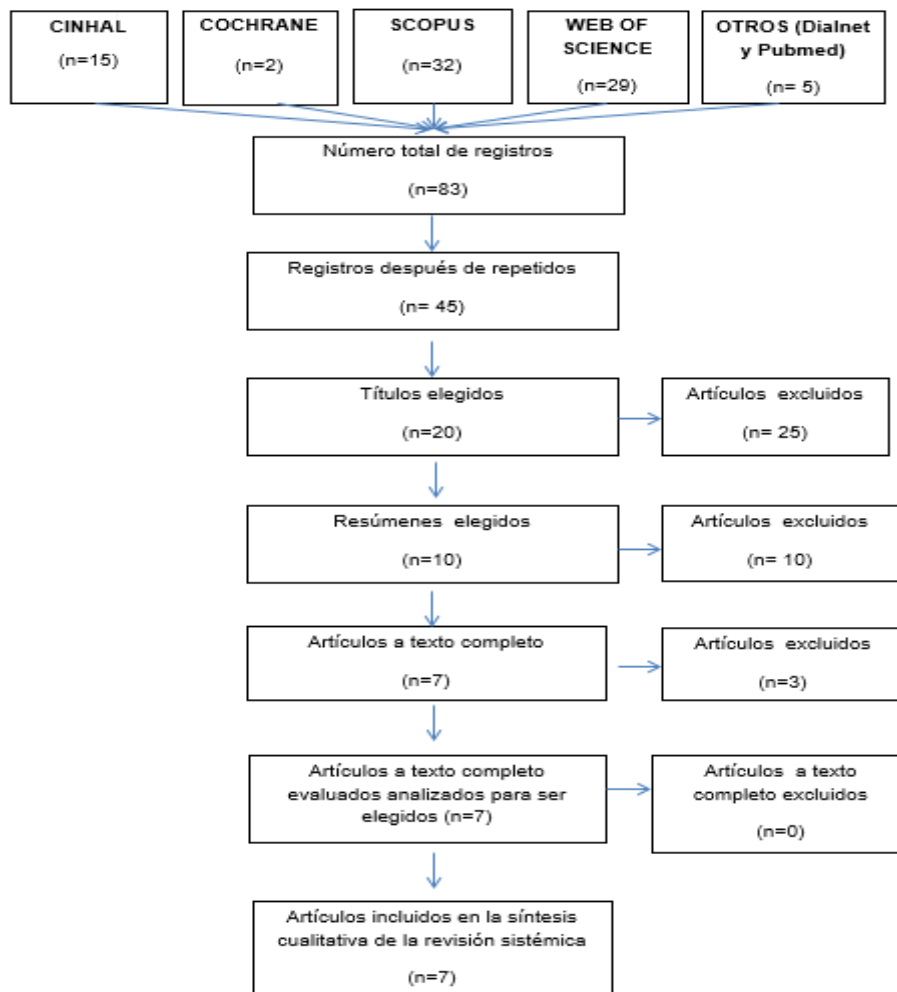 CINHAL
(n=15)
COCHRANE
(n=2)
SCOPUS
(n=32)
WEB OF
SCIENCE
(n=29)
OTROS (Dialnet
y Pubmed)
(n= 5)
Número total de registros
(n=83)
Registros después de repetidos
(n= 45)
Títulos elegidos
(n=20)
Artículos excluidos
(n= 25)
Resúmenes elegidos
(n=10)
Artículos excluidos
(n= 10)
Artículos a texto completo
(n=7)
Artículos excluidos
(n=3)
Artículos a texto completo
evaluados analizados para ser
elegidos (n=7)
Artículos a texto
completo excluidos
(n=0)
Artículos incluidos en la síntesis
cualitativa de la revisión sistémica
(n=7)